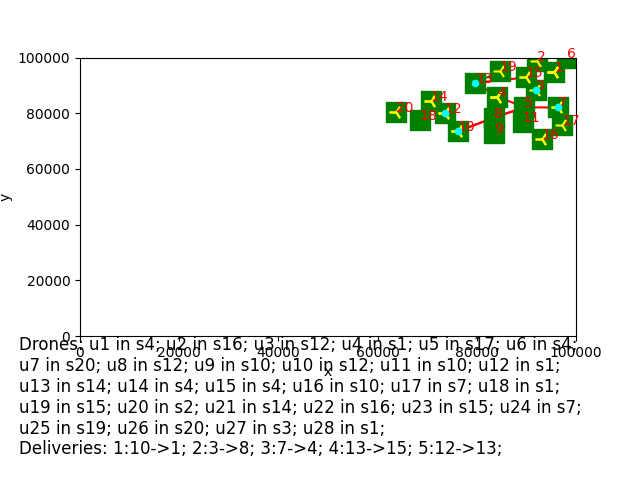 100000
80000
60000
40000
20000
0
y
0 20000 40000 60000 80000 100000
x
6
2
19
20
17
Drones: u1 in s4; u2 in s16; u3 in s12; u4 in s1; u5 in s17; u6 in s4;
u7 in s20; u8 in s12; u9 in s10; u10 in s12; u11 in s10; u12 in s1;
u13 in s14; u14 in s4; u15 in s4; u16 in s10; u17 in s7; u18 in s1;
u19 in s15; u20 in s2; u21 in s14; u22 in s16; u23 in s15; u24 in s7;
u25 in s19; u26 in s20; u27 in s3; u28 in s1;
Deliveries: 1:10->1; 2:3->8; 3:7->4; 4:13->15; 5:12->13;